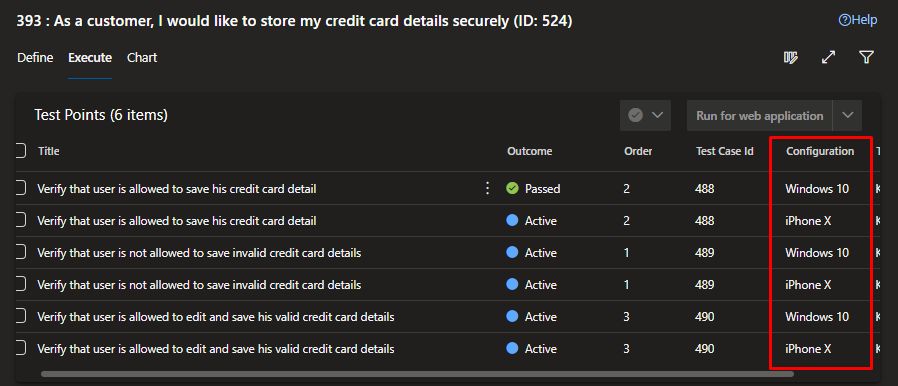 393 : As a customer, I would like to store my credit card details securely (ID: 524)
Help
Define Execute Chart
Test Points (6 items)
Run for web application
Title Outcome Order Test Case Id Configuration T
Verify that user is allowed to save his credit card detail Passed 2 488 Windows 10
Verify that user is allowed to save his credit card detail Active 2 488 iPhone X
Verify that user is not allowed to save invalid credit card details Active 1 489 Windows 10
Verify that user is not allowed to save invalid credit card details Active 1 489 iPhone X
Verify that user is allowed to edit and save his valid credit card details Active 3 490 Windows 10
Verify that user is allowed to edit and save his valid credit card details Active 3 490 iPhone X